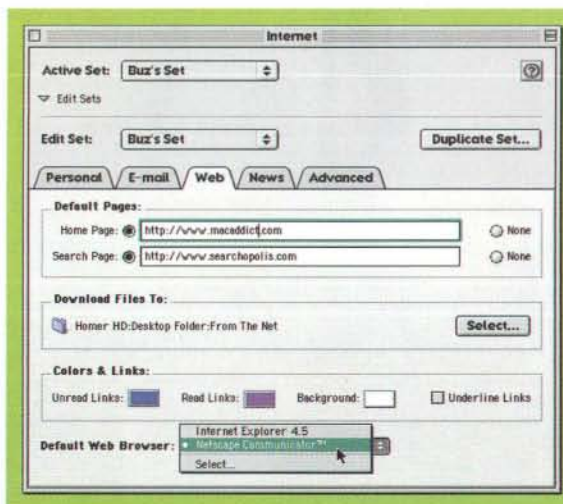 Internet
Active Set: Buz's Set
Edit Sets
Edit Set: Buz's Set Duplicate Set...
Personal E-mail Web News Advanced
Default Pages:
Home Page: http://www.macaddict.com None
Search Page: http://www.searchopolis.com None
Download Files To:
Homer HD:Desktop Folder:From The Net Select...
Colors & Links:
Unread Links: Read Links: Background: Underline Links
Internet Explorer 4.5
Default Web Browser: Netscape Communicator™
Select...